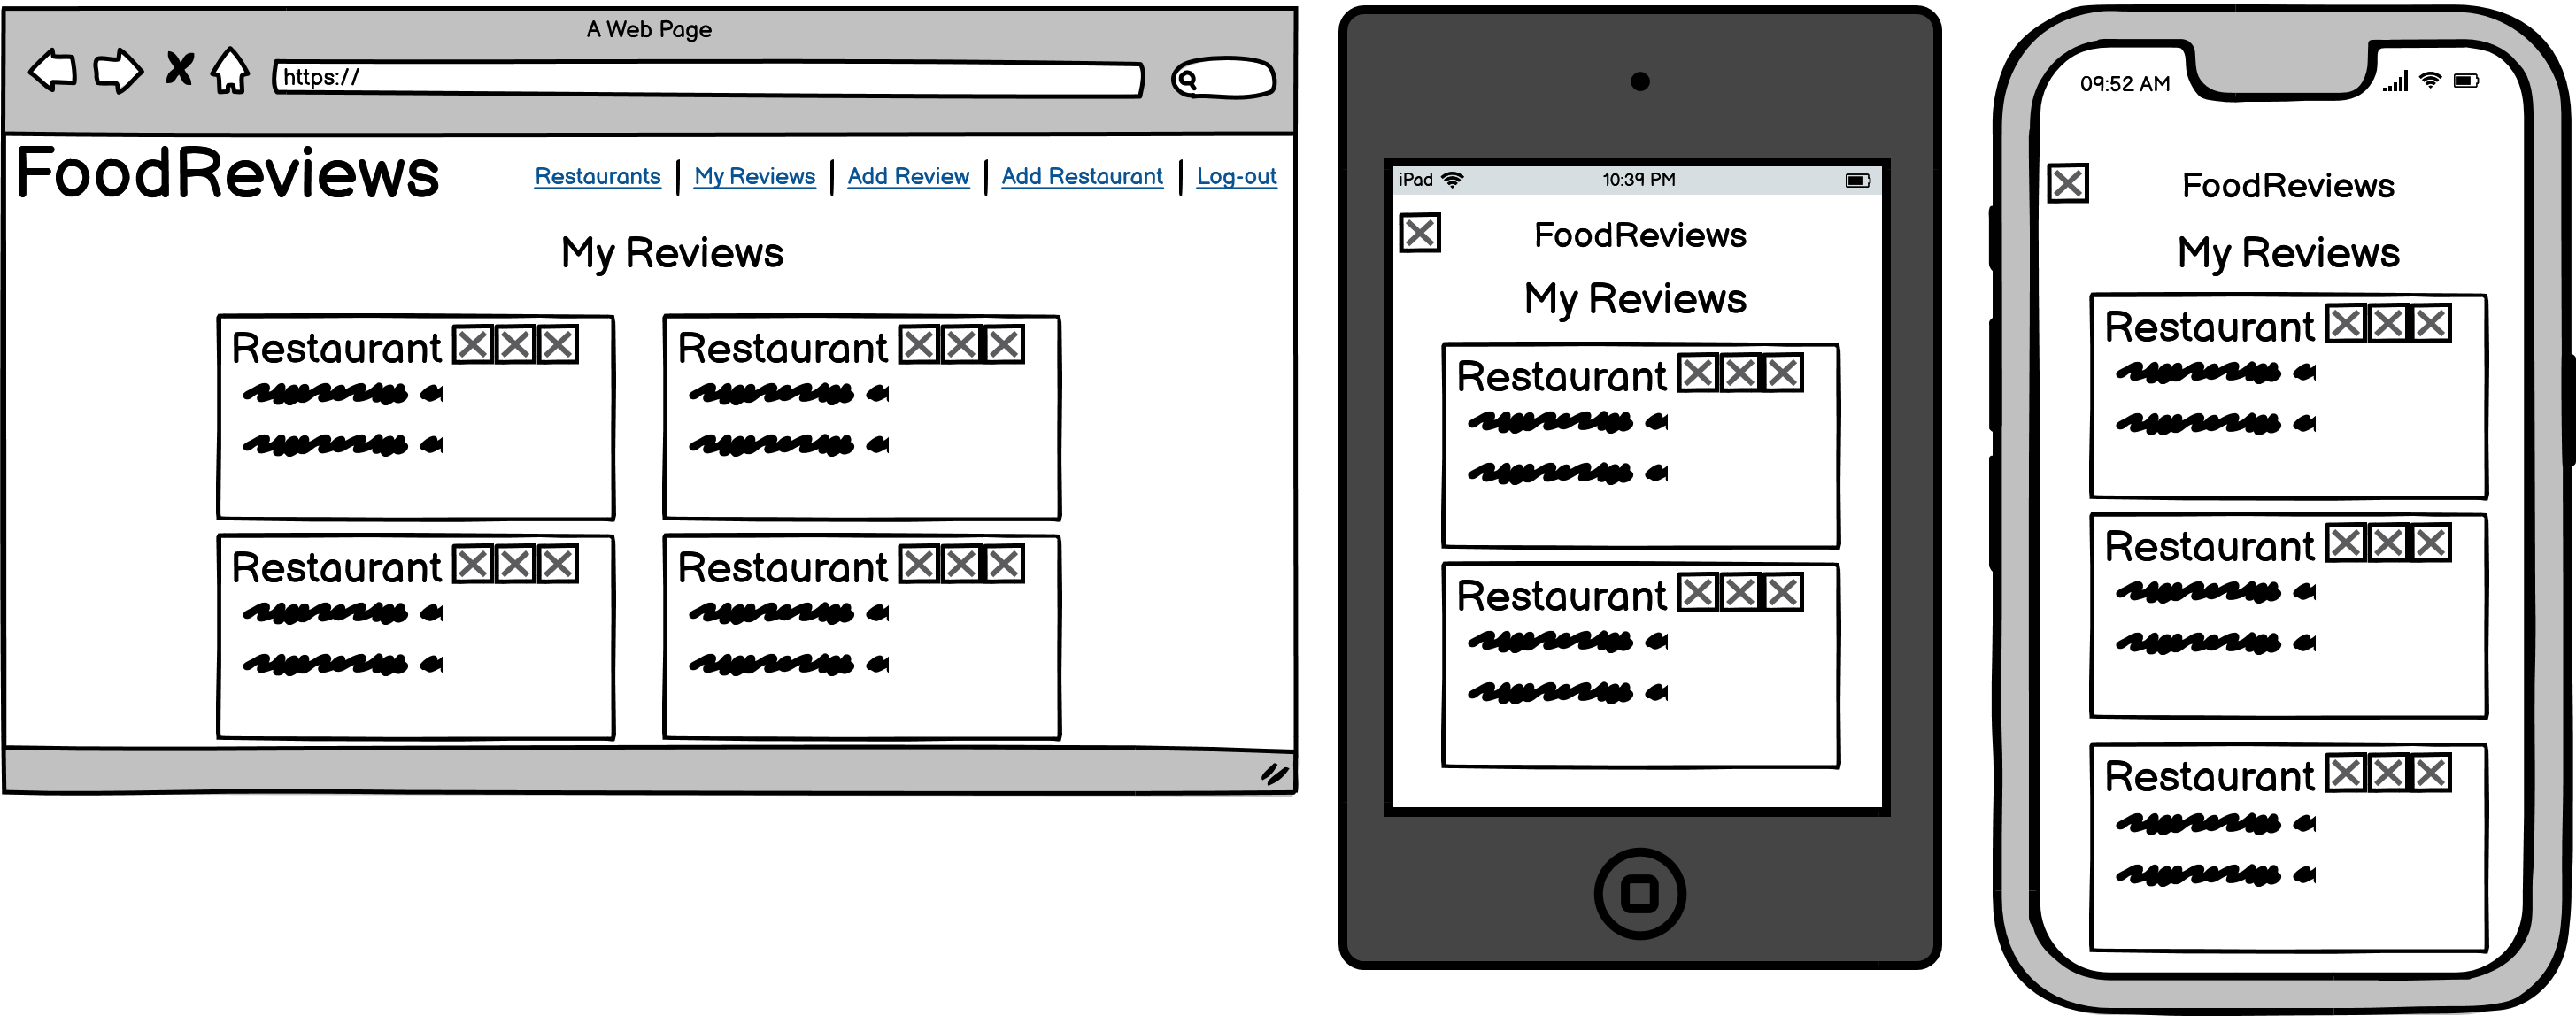 A Web Page
https://
FoodReviews
Restaurants | My Reviews | Add Review | Add Restaurant | Log-out
My Reviews
Restaurant
Restaurant
Restaurant
Restaurant
iPad
10:39 PM
FoodReviews
My Reviews
Restaurant
Restaurant
09:52 AM
FoodReviews
My Reviews
Restaurant
Restaurant
Restaurant